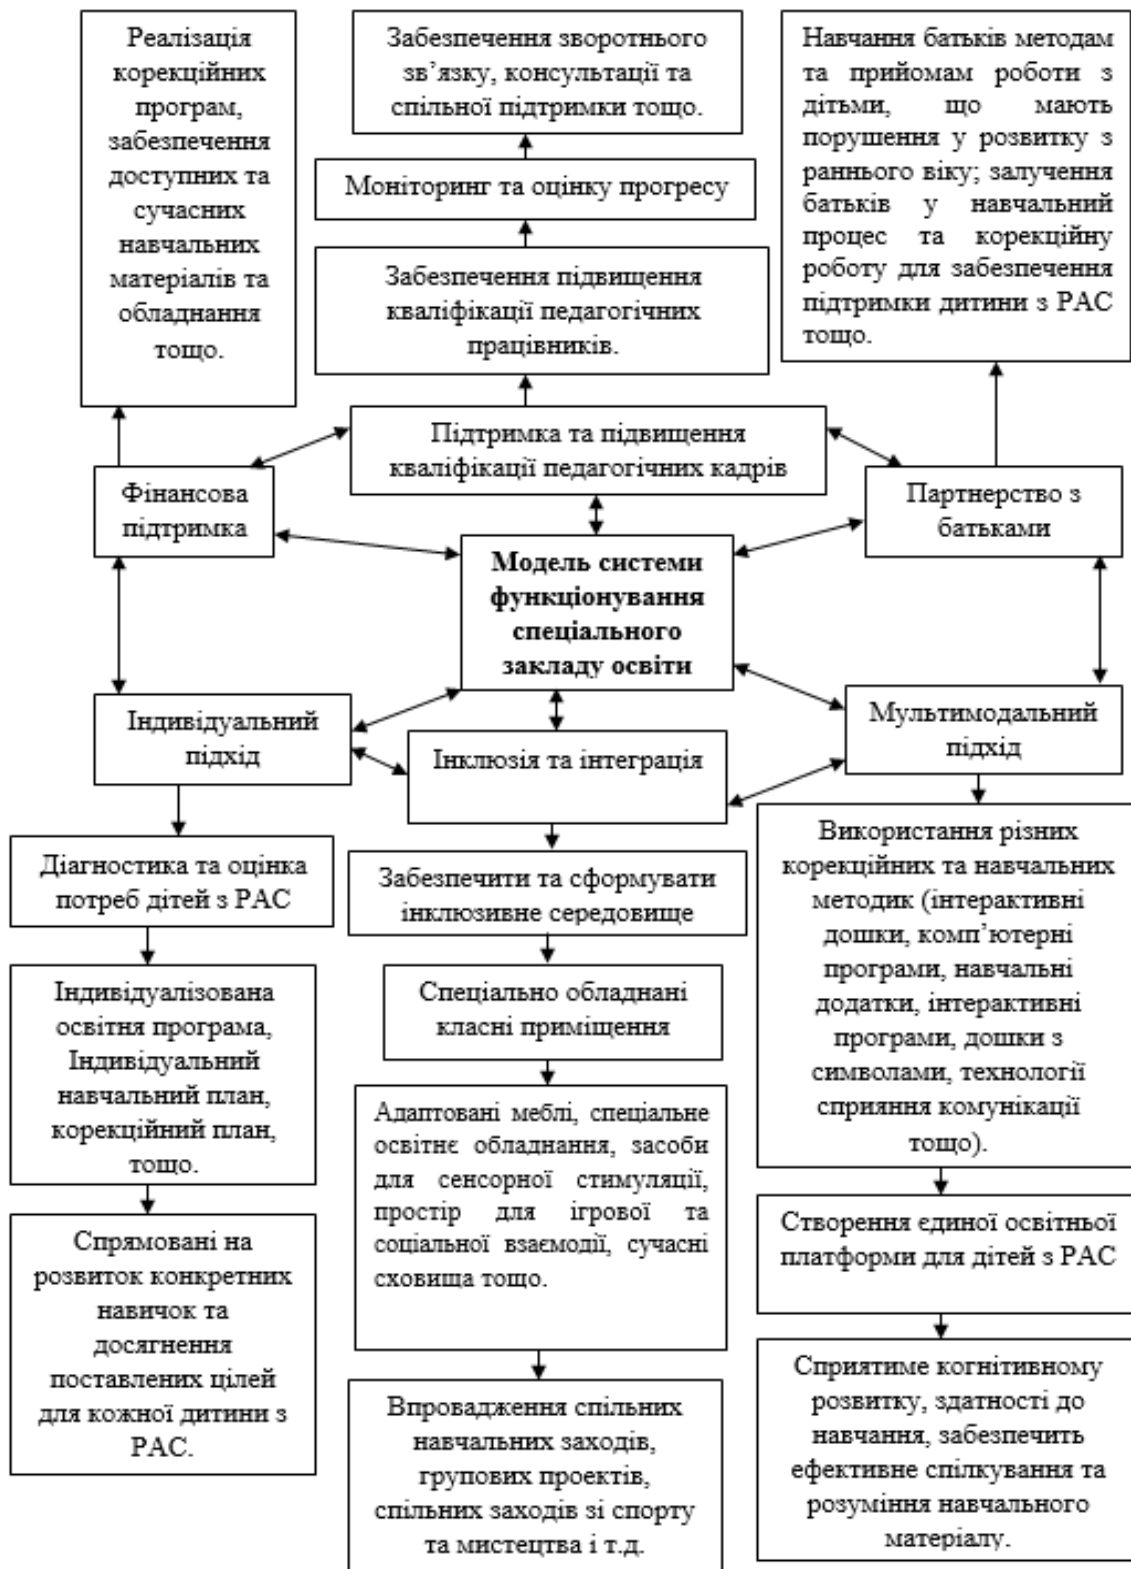 Реалізація
корекційних
програм,
забезпечення
доступних та
сучасних
навчальних
матеріалів та
обладнання
тощо.
Забезпечення зворотнього
зв’язку, консультації та
спільної підтримки тощо.
Моніторинг та оцінку прогресу
Забезпечення підвищення
кваліфікації педагогічних
працівників.
Навчання батьків методам
та прийомам роботи з
дітьми, що мають
порушення у розвитку з
раннього віку; залучення
батьків у навчальний
процес та корекційну
роботу для забезпечення
підтримки дитини з РАС
тощо.
Підтримка та підвищення
кваліфікації педагогічних кадрів
Фінансова
підтримка
Партнерство з
батьками
Модель системи
функціонування
спеціального
закладу освіти
Індивідуальний
підхід
Інклюзія та інтеграція
Мультимодальний
підхід
Діагностика та оцінка
потреб дітей з РАС
Індивідуалізована
освітня програма,
Індивідуальний
навчальний план,
корекційний план,
тощо.
Спрямовані на
розвиток конкретних
навичок та
досягнення
поставлених цілей
для кожної дитини з
РАС.
Забезпечити та сформувати
інклюзивне середовище
Спеціально обладнані
класні приміщення
Адаптовані меблі, спеціальне
освітнє обладнання, засоби
для сенсорної стимуляції,
простір для ігрової та
соціальної взаємодії, сучасні
сховища тощо.
Впровадження спільних
навчальних заходів,
групових проектів,
спільних заходів зі спорту
та мистецтва і т.д.
Використання різних
корекційних та навчальних
методик (інтерактивні
дошки, комп’ютерні
програми, навчальні
додатки, інтерактивні
програми, дошки з
символами, технології
сприяння комунікації
тощо).
Створення єдиної освітньої
платформи для дітей з РАС
Сприятиме когнітивному
розвитку, здатності до
навчання, забезпечить
ефективне спілкування та
розуміння навчального
матеріалу.